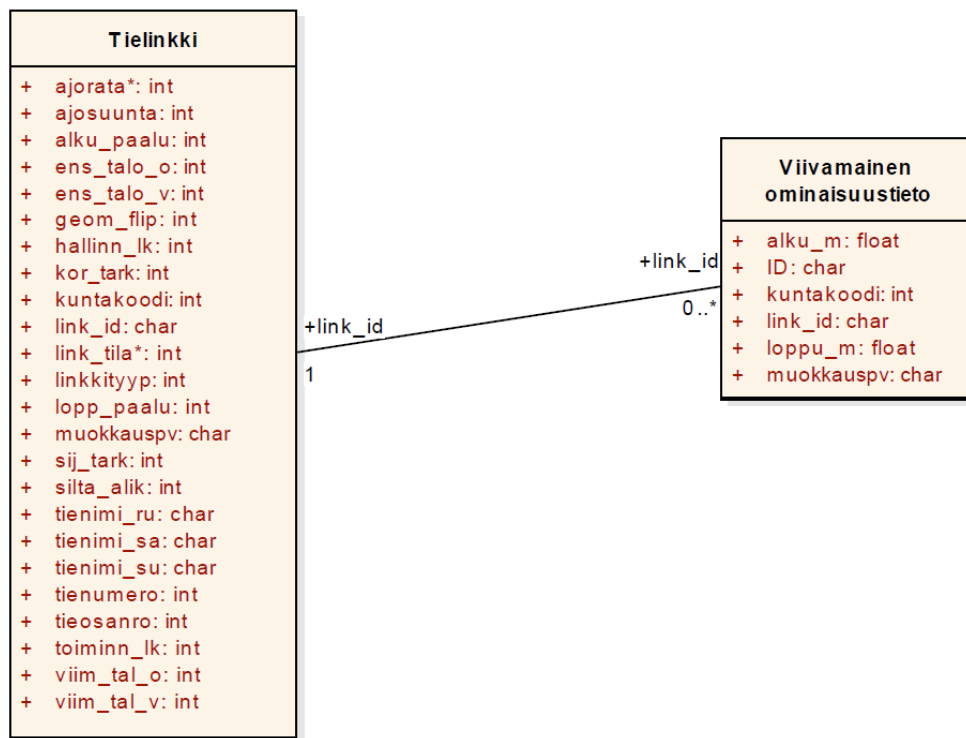 Tielinkki
+ ajorata*: int
+ ajosuunta: int
+ alku_paalu: int
+ ens_talo_o: int
+ ens_talo_v: int
+ geom_flip: int
+ hallinn_lk: int
+ kor_tark: int
+ kuntakoodi: int
+ link_id: char
+ link_tila*: int
+ linkkityyp: int
+ lopp_paalu: int
+ muokkauspv: char
+ sij_tark: int
+ silta_alik: int
+ tienimi_ru: char
+ tienimi_sa: char
+ tienimi_su: char
+ tienumero: int
+ tieosanro: int
+ toiminn_lk: int
+ viim_tal_o: int
+ viim_tal_v: int
+link_id
1
+link_id
0..*
Viivamainen
ominaisuustieto
+ alku_m: float
+ ID: char
+ kuntakoodi: int
+ link_id: char
+ loppu_m: float
+ muokkauspv: char